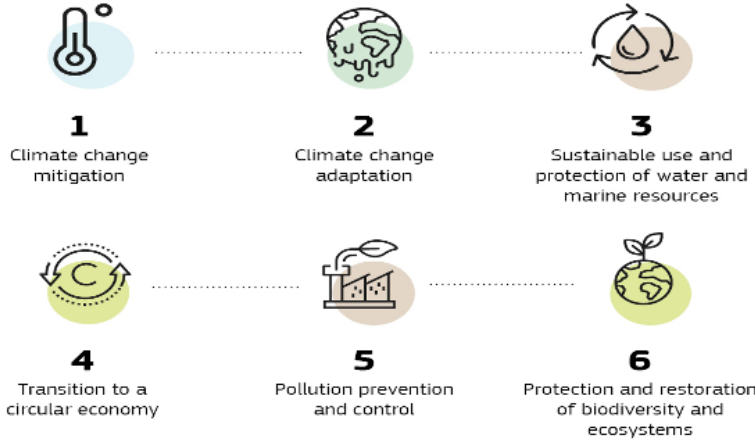 1
Climate change
mitigation
2
Climate change
adaptation
3
Sustainable use and
protection of water and
marine resources
4
Transition to a
circular economy
5
Pollution prevention
and control
6
Protection and restoration
of biodiversity and
ecosystems